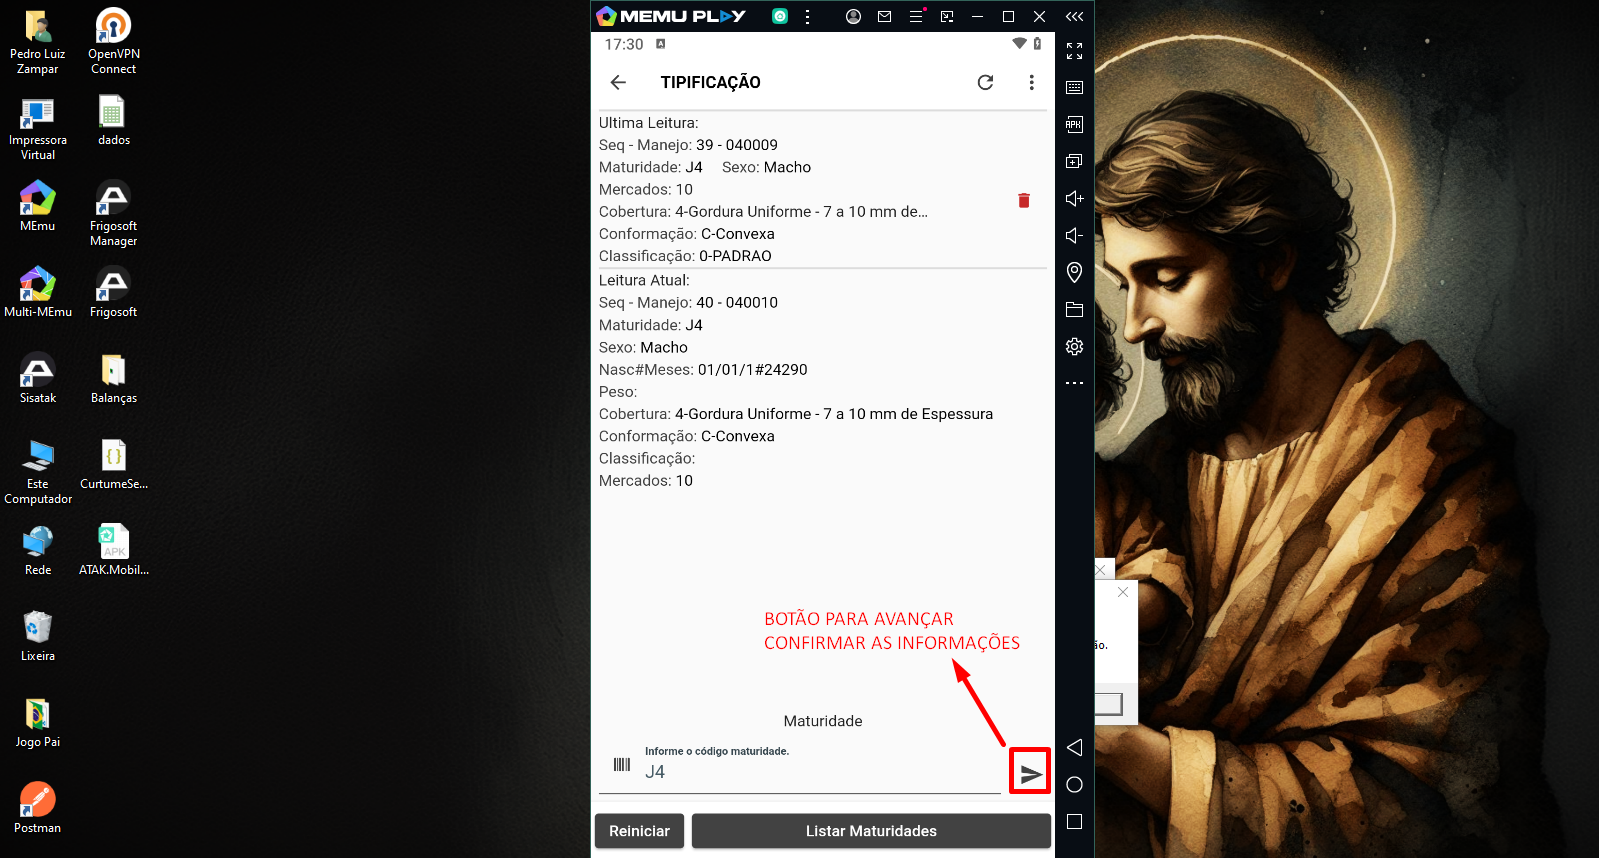 Pedro Luiz
Zampar
OpenVPN
Connect
Impressora
Virtual
dados
MEmu
Frigosoft
Manager
Multi-MEmu
Frigosoft
Sisatak
Balanças
Este
Computador
CurtumeSe...
Rede
APK
ATAK.Mobil...
Lixeira
Jogo Pai
Postman
MEMU PLAY
17:30
A
TIPIFICAÇÃO
Ultima Leitura:
Seq - Manejo: 39 - 040009
Maturidade: J4 Sexo: Macho
Mercados: 10
Cobertura: 4-Gordura Uniforme - 7 a 10 mm de...
Conformação: C-Convexa
Classificação: 0-PADRAO
Leitura Atual:
Seq - Manejo: 40 - 040010
Maturidade: J4
Sexo: Macho
Nasc#Meses: 01/01/1#24290
Peso:
Cobertura: 4-Gordura Uniforme - 7 a 10 mm de Espessura
Conformação: C-Convexa
Classificação:
Mercados: 10
BOTÃO PARA AVANÇAR
CONFIRMAR AS INFORMAÇÕES
Maturidade
Informe o código maturidade.
J4
Reiniciar
Listar Maturidades
APK
ão.